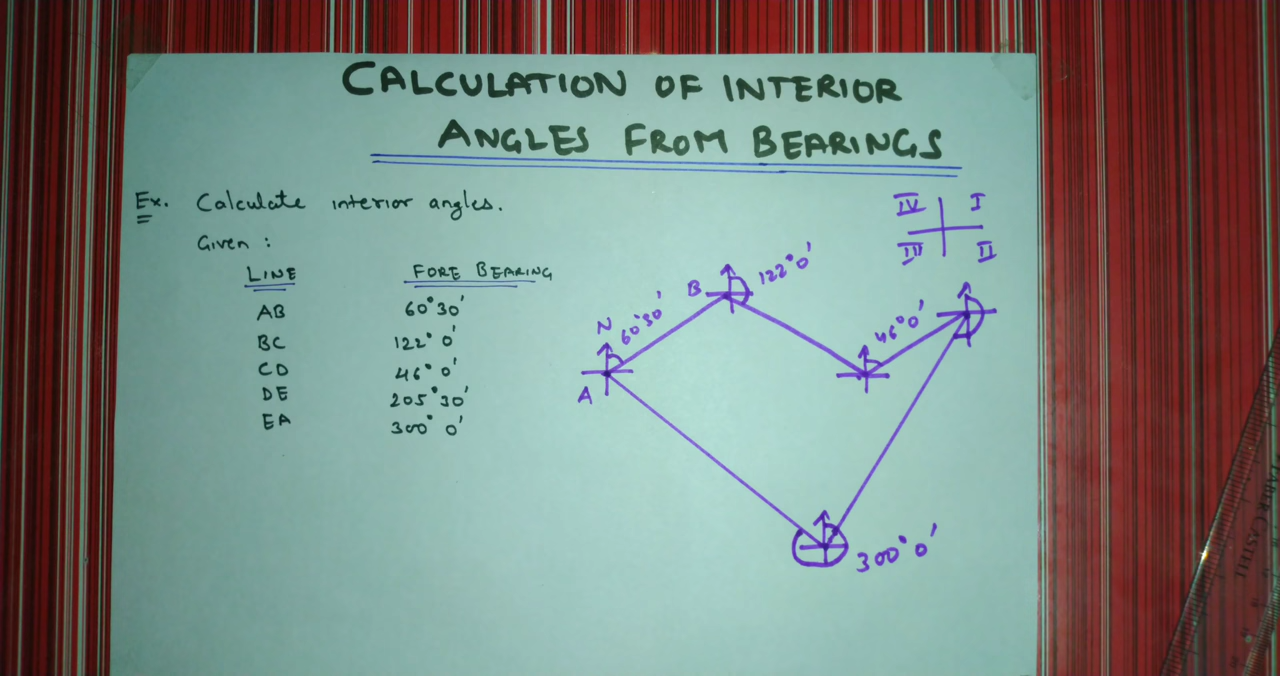 CALCULATION OF INTERIOR
ANGLES FROM BEARINGS
Ex. Calculate interior angles.
Given :
LINE FORE BEARING
AB 60°30'
BC 122°0'
CD 46°0'
DE 205°30'
EA 300°0'
IV I
III II
B 122°0'
N 60°30'
46°0'
A
300°0'
FABER-CASTELL